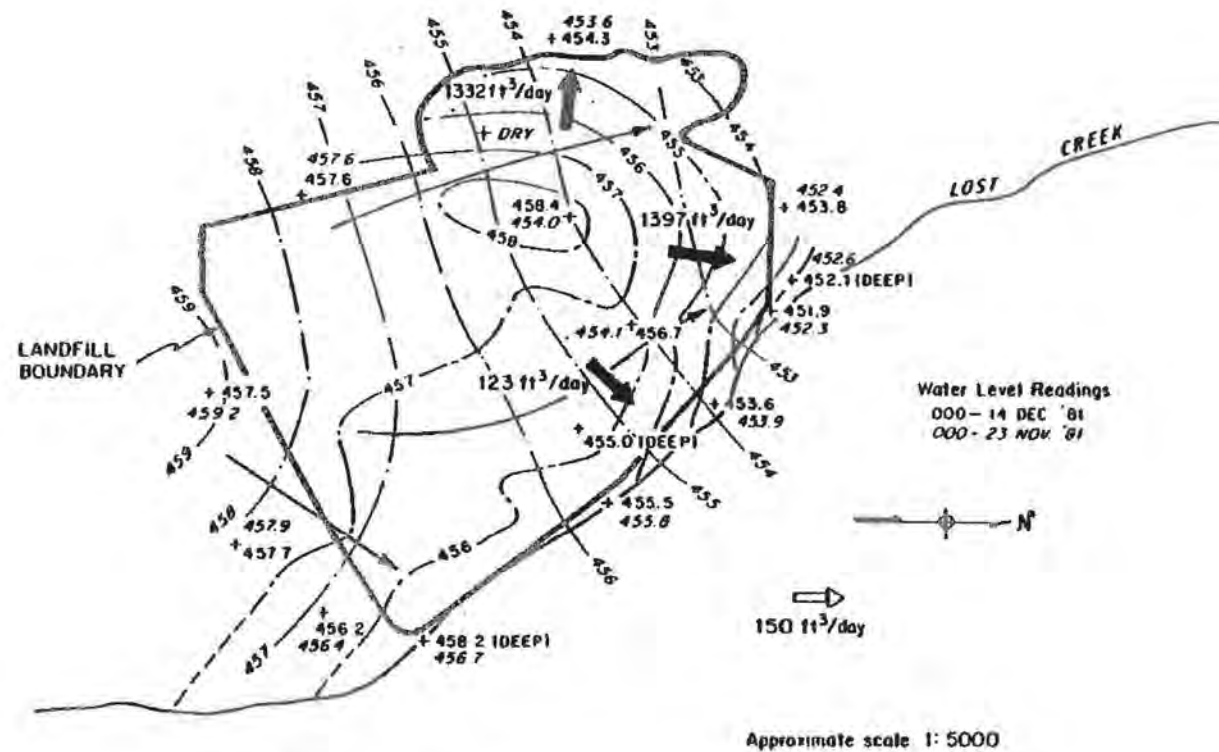 453.6
+ 454.3
455
454
453
453
456
1332 ft³/day
457
+ DRY
455
454
458
457.6
+ 457.6
456
457
458.4
454.0 +
458
1397 ft³/day
452.4
+ 453.8
LOST CREEK
452.6
+ 452.1 (DEEP)
451.9
452.3
459
454.1 + 456.7
LANDFILL
BOUNDARY
457
453
123 ft³/day
+ 457.5
459.2
+ 453.6
453.9
Water Level Readings
000 - 14 DEC '81
000 - 23 NOV. '81
+ 455.0 (DEEP)
459
454
455
+ 455.5
455.8
458
457.9
+ 457.7
456
N
456
150 ft³/day
+ 456.2
456.4
457
+ 458.2 (DEEP)
456.7
Approximate scale 1:5000